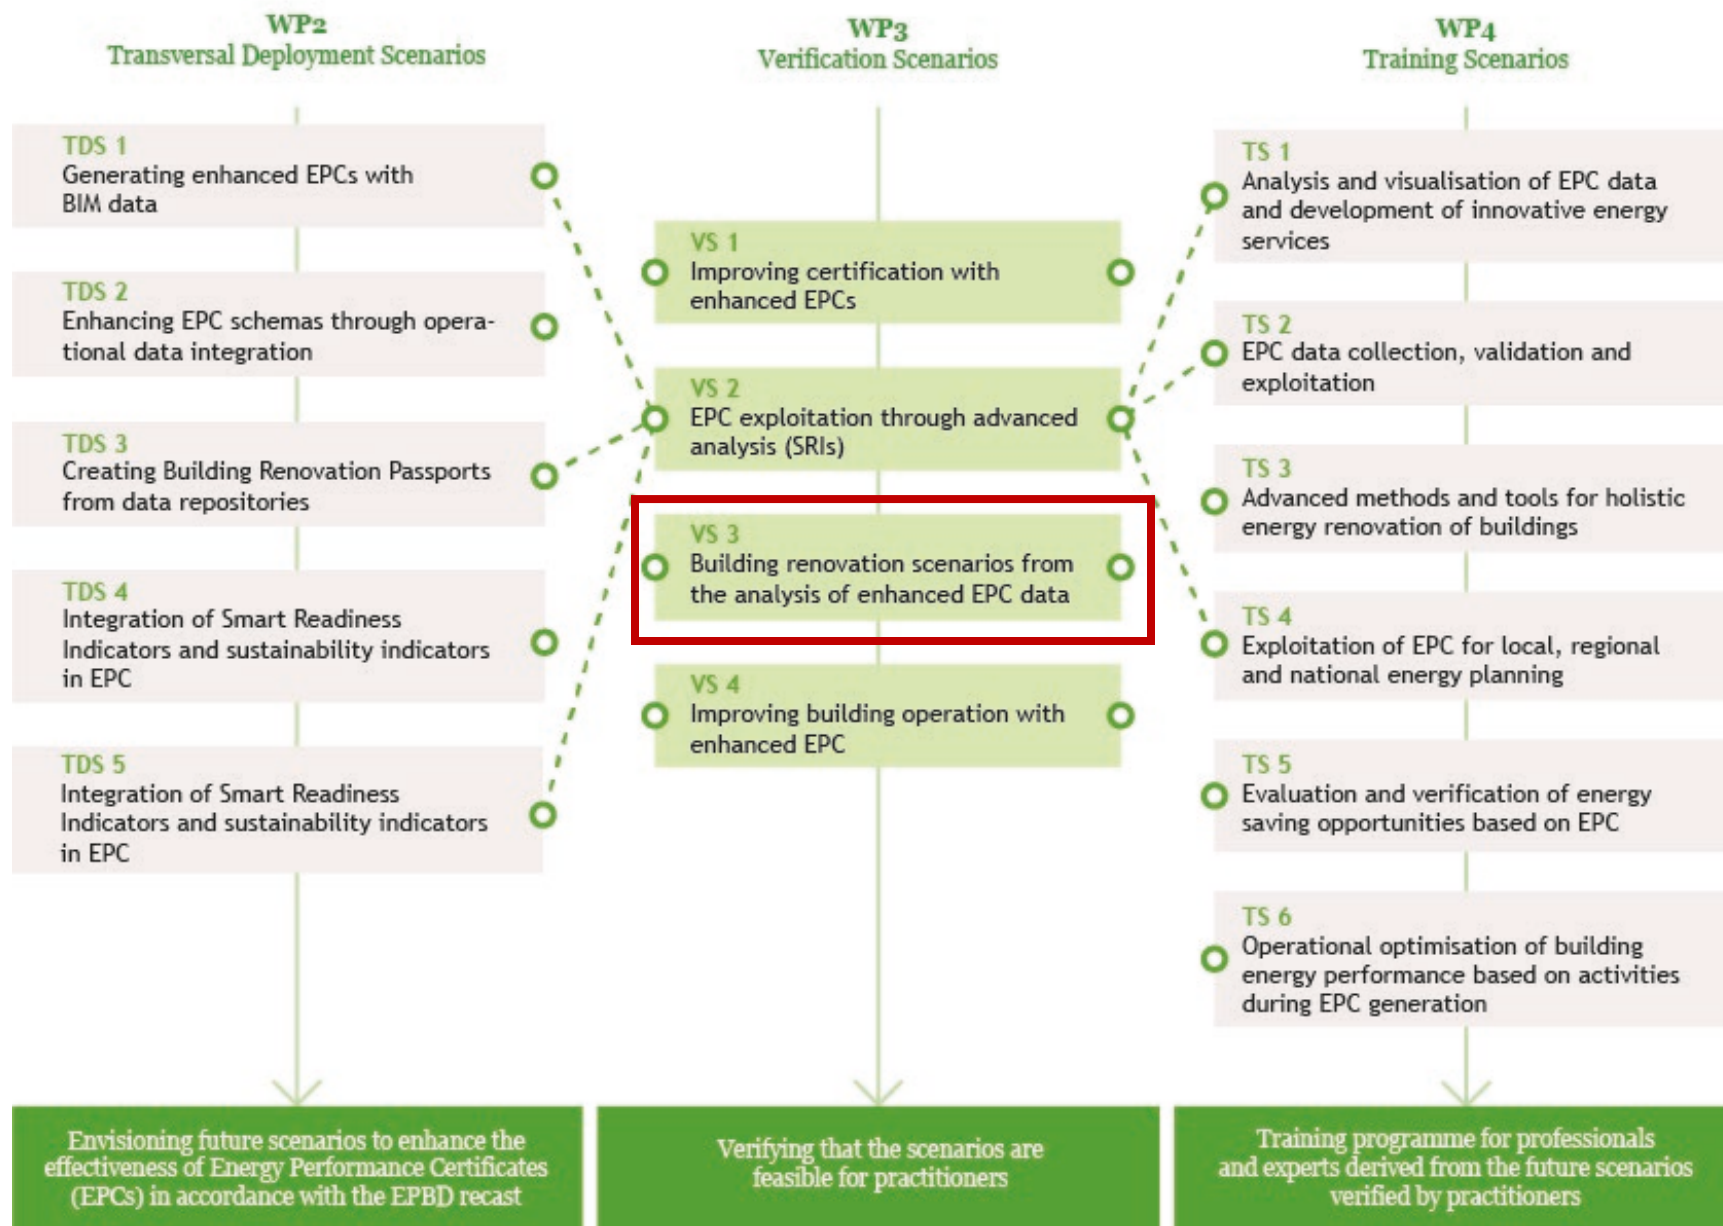 WP2
Transversal Deployment Scenarios
TDS 1
Generating enhanced EPCs with
BIM data
TDS 2
Enhancing EPC schemas through opera-
tional data integration
TDS 3
Creating Building Renovation Passports
from data repositories
TDS 4
Integration of Smart Readiness
Indicators and sustainability indicators
in EPC
TDS 5
Integration of Smart Readiness
Indicators and sustainability indicators
in EPC
Envisioning future scenarios to enhance the
effectiveness of Energy Performance Certificates
(EPCs) in accordance with the EPBD recast
WP3
Verification Scenarios
VS 1
Improving certification with
enhanced EPCs
VS 2
EPC exploitation through advanced
analysis (SRIs)
VS 3
Building renovation scenarios from
the analysis of enhanced EPC data
VS 4
Improving building operation with
enhanced EPC
Verifying that the scenarios are
feasible for practitioners
WP4
Training Scenarios
TS 1
Analysis and visualisation of EPC data
and development of innovative energy
services
TS 2
EPC data collection, validation and
exploitation
TS 3
Advanced methods and tools for holistic
energy renovation of buildings
TS 4
Exploitation of EPC for local, regional
and national energy planning
TS 5
Evaluation and verification of energy
saving opportunities based on EPC
TS 6
Operational optimisation of building
energy performance based on activities
during EPC generation
Training programme for professionals
and experts derived from the future scenarios
verified by practitioners